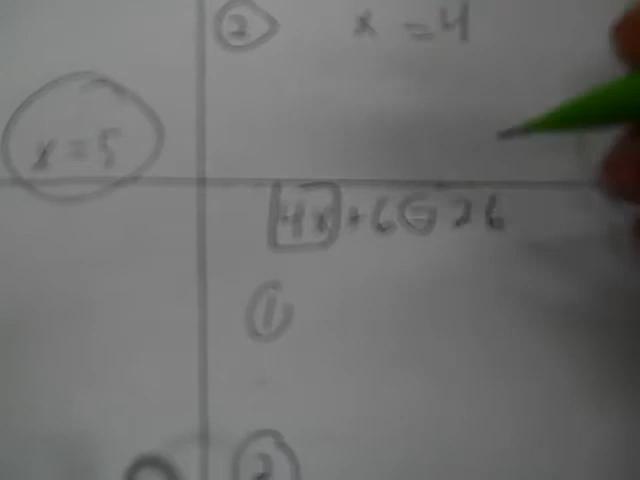 ② x = 4
x = 5
4x + 6 = 26
①
②